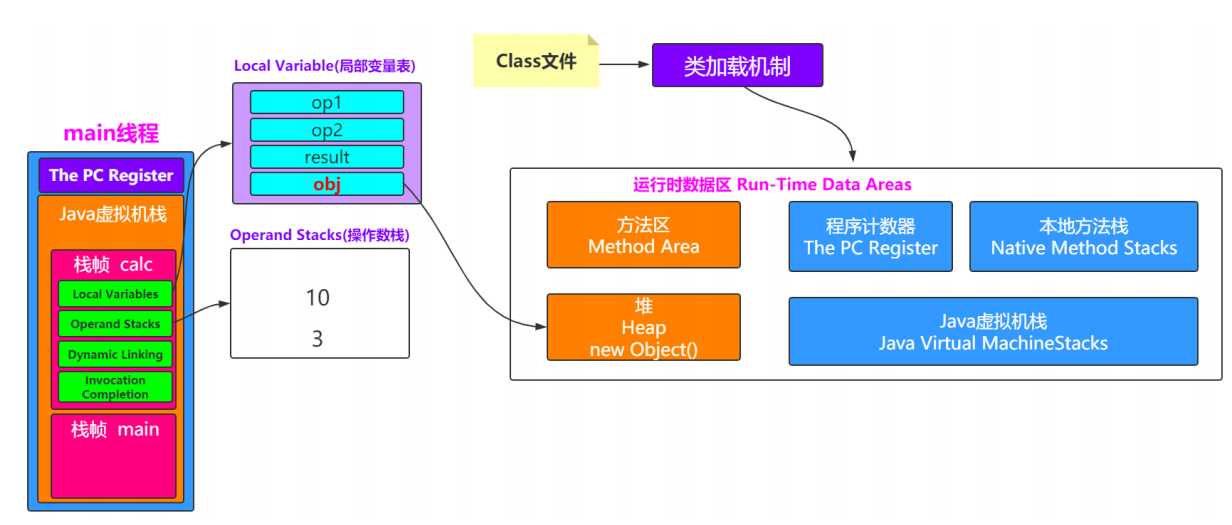 Class文件
类加载机制
Local Variable(局部变量表)
op1
op2
result
obj
main线程
The PC Register
Java虚拟机栈
栈帧 calc
Local Variables
Operand Stacks
Dynamic Linking
Invocation
Completion
栈帧 main
Operand Stacks(操作数栈)
10
3
运行时数据区 Run-Time Data Areas
方法区
Method Area
程序计数器
The PC Register
本地方法栈
Native Method Stacks
堆
Heap
new Object()
Java虚拟机栈
Java Virtual MachineStacks